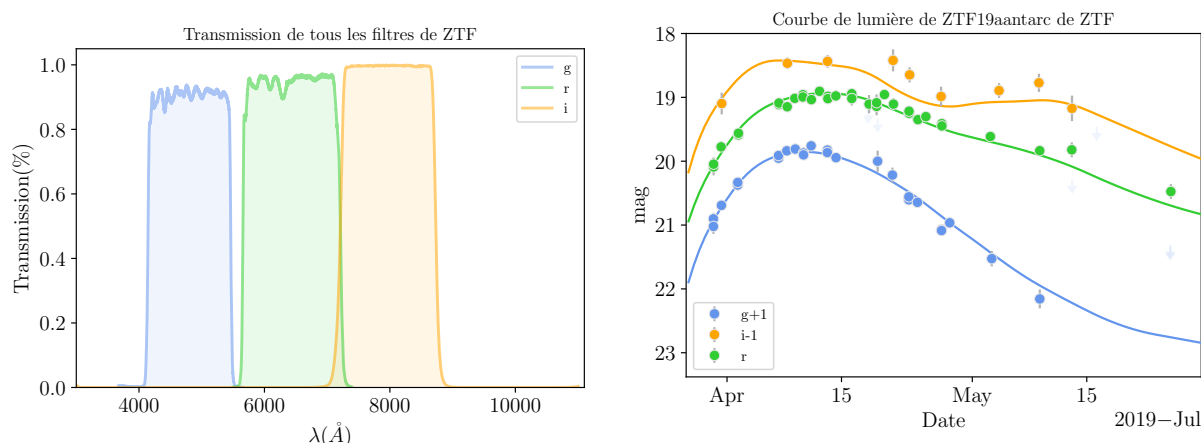 Transmission de tous les filtres de ZTF
Transmission(%)
1.0
0.8
0.6
0.4
0.2
0.0
4000 6000 8000 10000
λ(Å)
g
r
i
Courbe de lumière de ZTF19aantarc de ZTF
mag
18
19
20
21
22
23
g+1
i-1
r
Apr 15 May 15
Date
2019−Jul